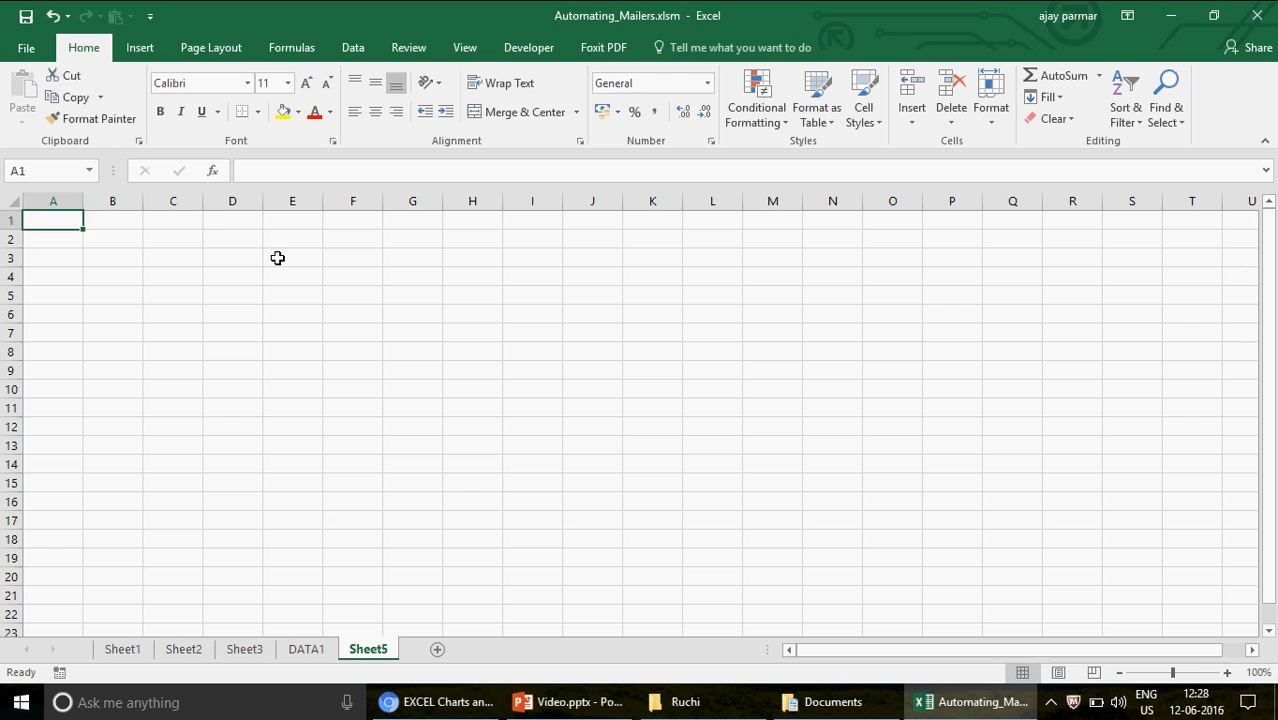 Automating_Mailers.xlsm - Excel
ajay parmar
File Home Insert Page Layout Formulas Data Review View Developer Foxit PDF Tell me what you want to do Share
Paste
Cut
Copy
Format Painter
Clipboard
Calibri 11
B I U
Font
Wrap Text
Merge & Center
Alignment
General
%
Number
Conditional Formatting
Format as Table
Cell Styles
Styles
Insert Delete Format
Cells
AutoSum
Fill
Clear
Sort & Filter
Find & Select
Editing
A1 fx
A B C D E F G H I J K L M N O P Q R S T U
1
2
3
4
5
6
7
8
9
10
11
12
13
14
15
16
17
18
19
20
21
22
23
Sheet1 Sheet2 Sheet3 DATA1 Sheet5
Ready 100%
Ask me anything
EXCEL Charts an...
Video.pptx - Po...
Ruchi
Documents
Automating_Ma...
ENG
US
12:28
12-06-2016